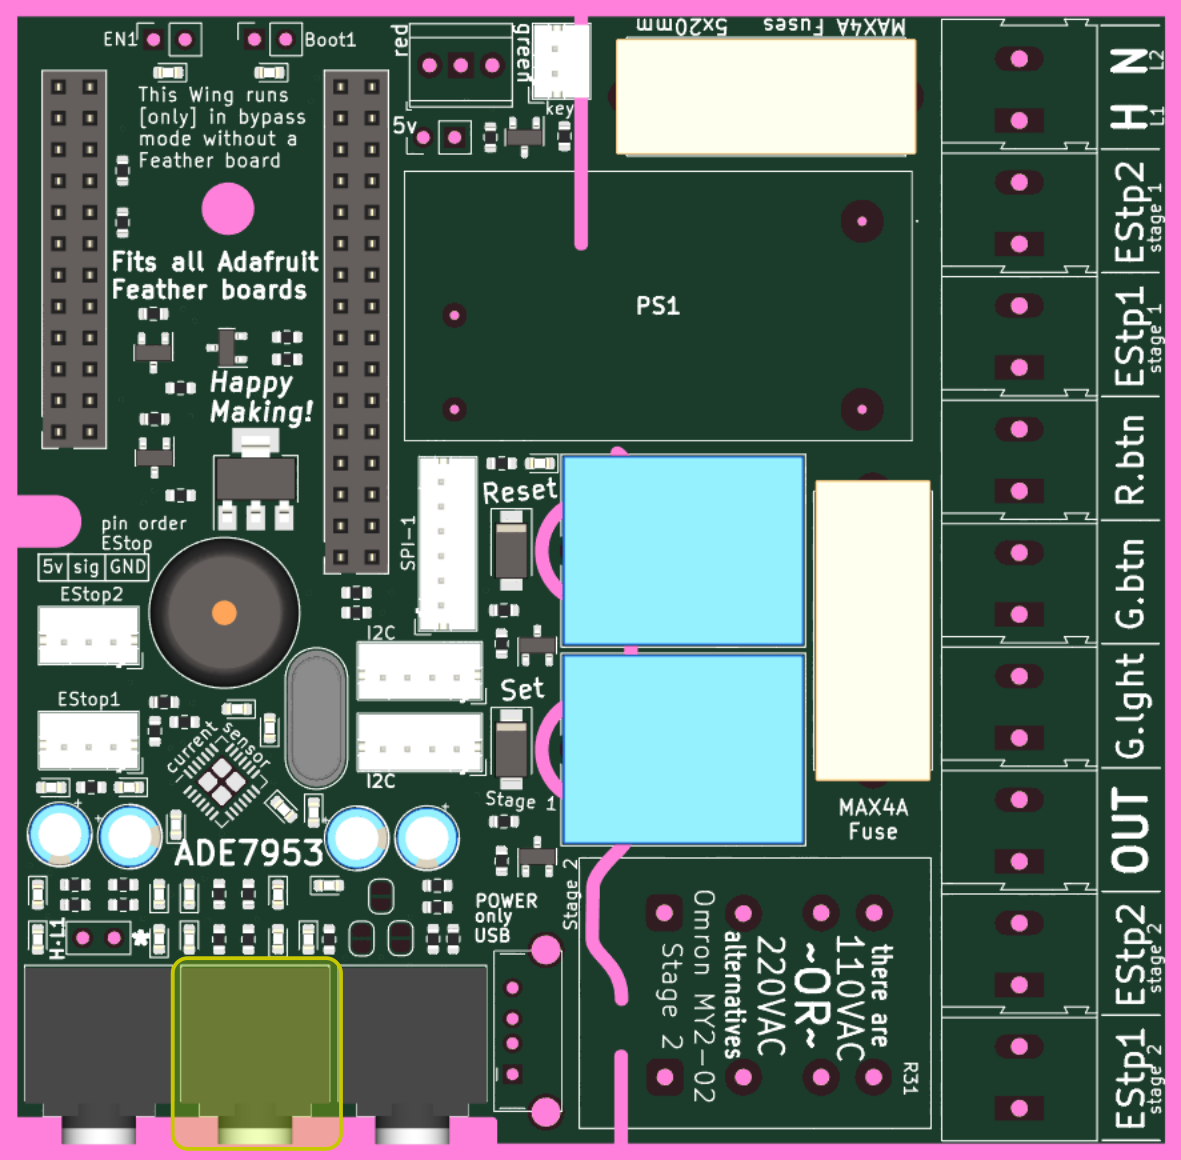 EN1
Boot1
This Wing runs
[only] in bypass
mode without a
Feather board
Fits all Adafruit
Feather boards
Happy
Making!
red
green
key
5v
5x20mm Fuses MAX4A
PS1
pin order
EStop
5v sig GND
EStop2
EStop1
SPI-1
I2C
I2C
Reset
Set
Stage 1
current sensor
ADE7953
H·L1
*
POWER
only
USB
Stage 2
MAX4A
Fuse
there are
110VAC
~OR~
220VAC
alternatives
Omron MY2-02
Stage 2
R31
N
L2
H
L1
EStp2
stage 1
EStp1
stage 1
R.btn
G.btn
G.lght
OUT
EStp2
stage 2
EStp1
stage 2